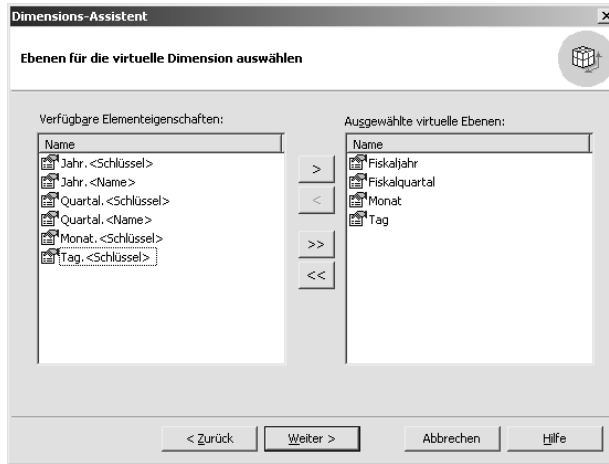 Dimensions-Assistent
Ebenen für die virtuelle Dimension auswählen
Verfügbare Elementeigenschaften:
Name
Jahr.<Schlüssel>
Jahr.<Name>
Quartal.<Schlüssel>
Quartal.<Name>
Monat.<Schlüssel>
Tag.<Schlüssel>
>
<
>>
<<
Ausgewählte virtuelle Ebenen:
Name
Fiskaljahr
Fiskalquartal
Monat
Tag
< Zurück
Weiter >
Abbrechen
Hilfe